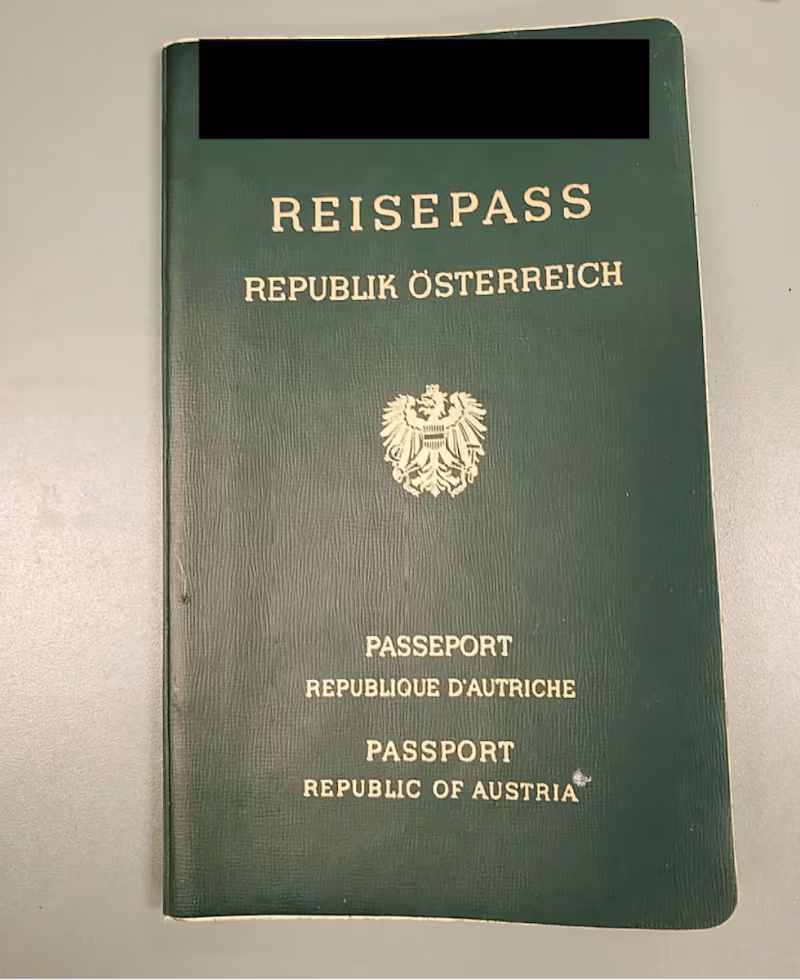 REISEPASS
REPUBLIK ÖSTERREICH
PASSEPORT
REPUBLIQUE D'AUTRICHE
PASSPORT
REPUBLIC OF AUSTRIA